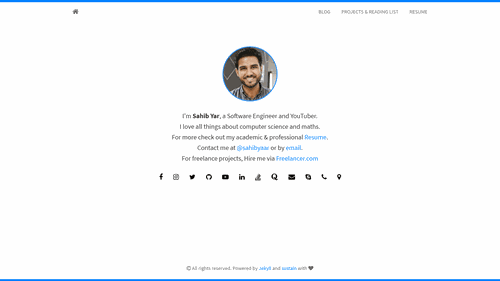 BLOG PROJECTS & READING LIST RESUME
I'm Sahib Yar, a Software Engineer and YouTuber.
I love all things about computer science and maths.
For more check out my academic & professional Resume.
Contact me at @sahibyaar or by email.
For freelance projects, Hire me via Freelancer.com
© All rights reserved. Powered by Jekyll and sustain with